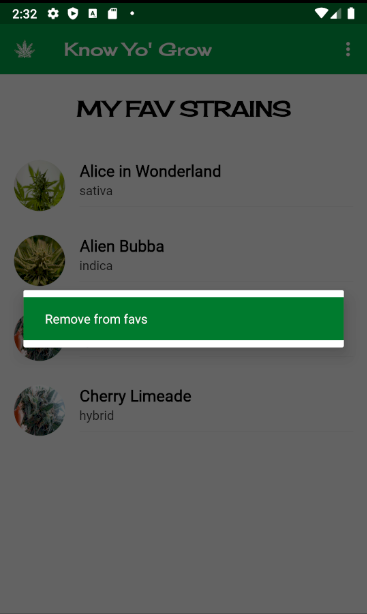 2:32
Know Yo' Grow
MY FAV STRAINS
Alice in Wonderland
sativa
Alien Bubba
indica
Remove from favs
Cherry Limeade
hybrid